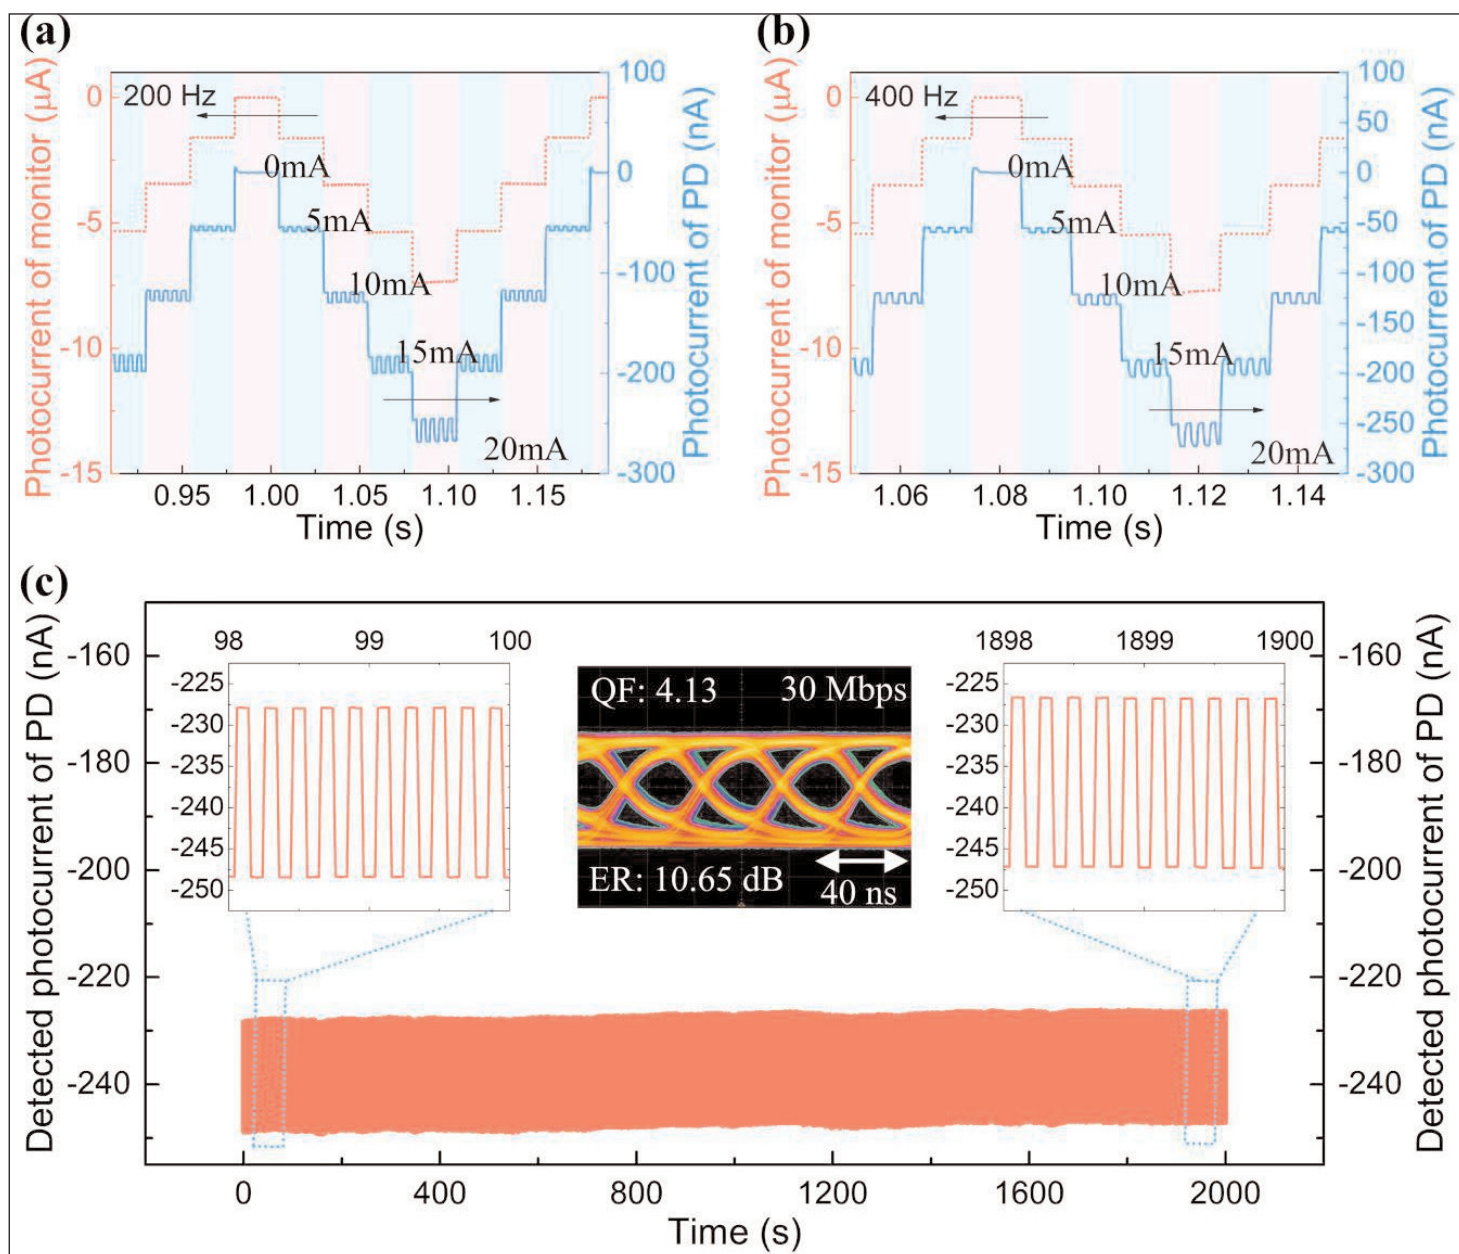 (a)
Photocurrent of monitor (μA)
0
-5
-10
-15
200 Hz
0mA
5mA
10mA
15mA
20mA
100
50
0
-50
-100
-150
-200
-250
-300
Photocurrent of PD (nA)
0.95 1.00 1.05 1.10 1.15
Time (s)
(b)
Photocurrent of monitor (μA)
0
-5
-10
-15
400 Hz
0mA
5mA
10mA
15mA
20mA
100
50
0
-50
-100
-150
-200
-250
-300
Photocurrent of PD (nA)
1.06 1.08 1.10 1.12 1.14
Time (s)
(c)
Detected photocurrent of PD (nA)
-160
-180
-200
-220
-240
98 99 100
-225
-230
-235
-240
-245
-250
QF: 4.13 30 Mbps
ER: 10.65 dB
40 ns
1898 1899 1900
-225
-230
-235
-240
-245
-250
-160
-180
-200
-220
-240
Detected photocurrent of PD (nA)
0 400 800 1200 1600 2000
Time (s)